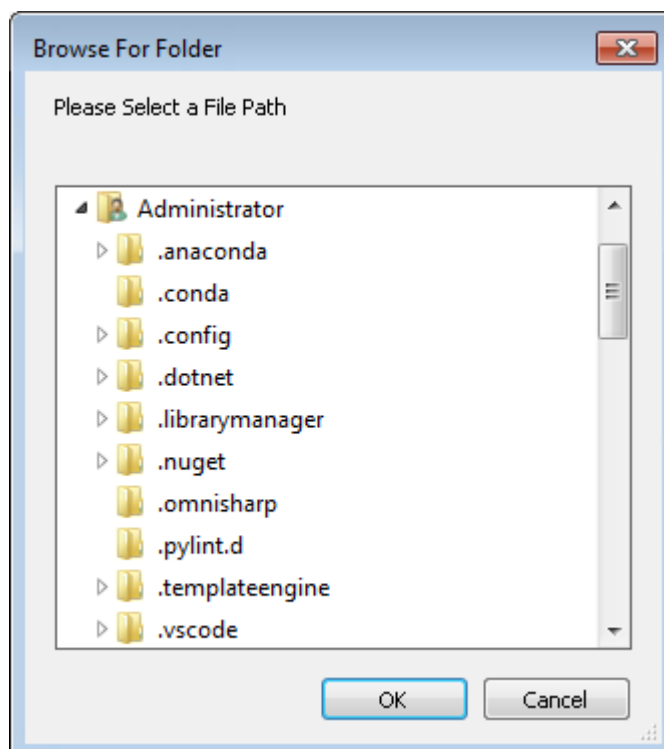 Browse For Folder
Please Select a File Path
Administrator
.anaconda
.conda
.config
.dotnet
.librarymanager
.nuget
.omnisharp
.pylint.d
.templateengine
.vscode
OK Cancel